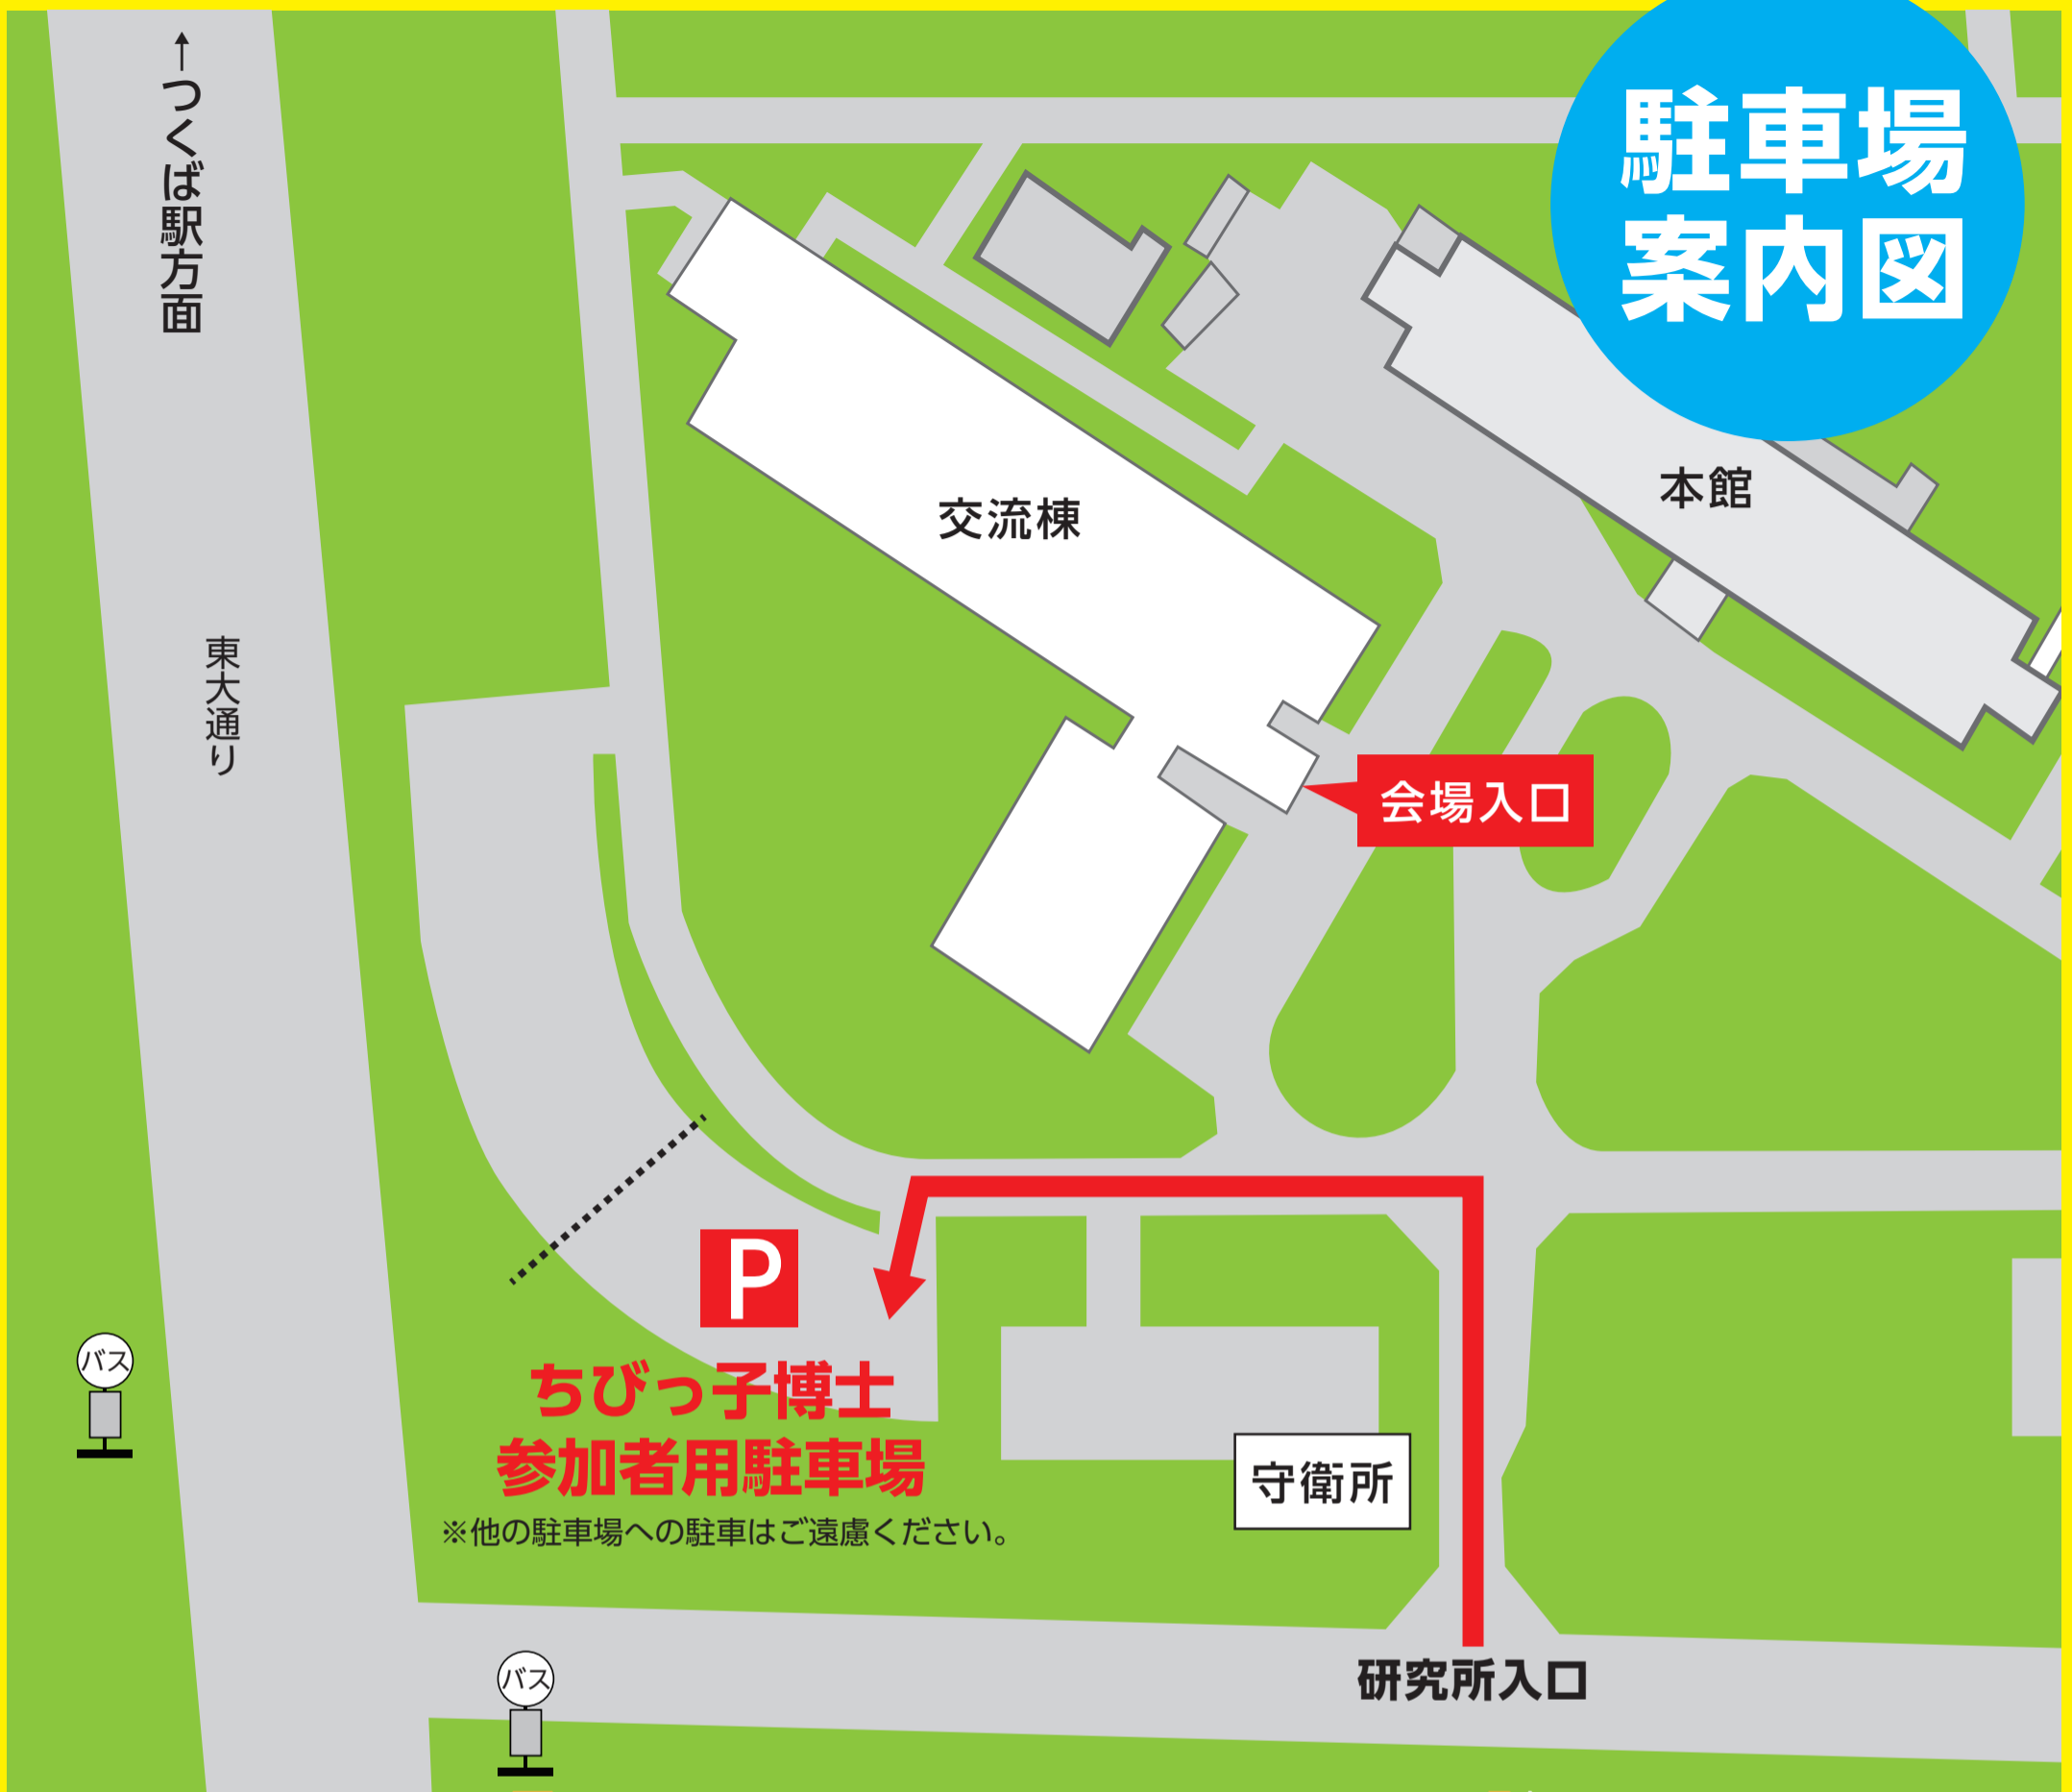 駐車場
案内図
↑つくば駅方面
東大通り
交流棟
本館
会場入口
P
ちびっ子博士
参加者用駐車場
※他の駐車場への駐車はご遠慮ください。
守衛所
研究所入口
バス
バス